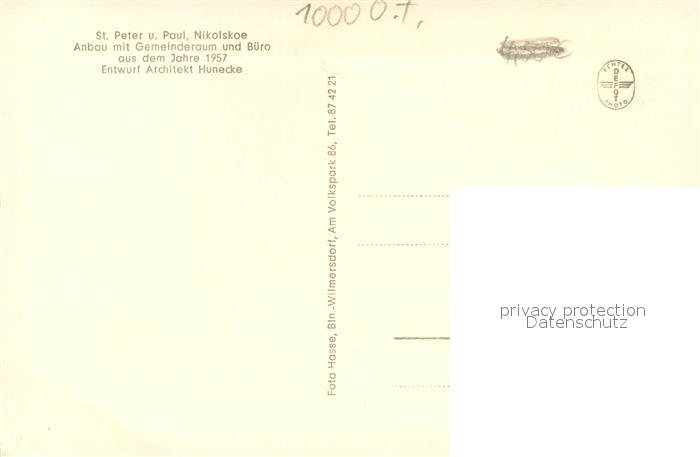 1000 O.T.
St. Peter u. Paul, Nikolskoe
Anbau mit Gemeinderaum und Büro
aus dem Jahre 1957
Entwurf Architekt Hunecke
ECHTES
DEPOT
PHOTO
Foto Hasse, Bln.-Wilmersdorf, Am Volkspark 86, Tel. 87 42 21
privacy protection
Datenschutz